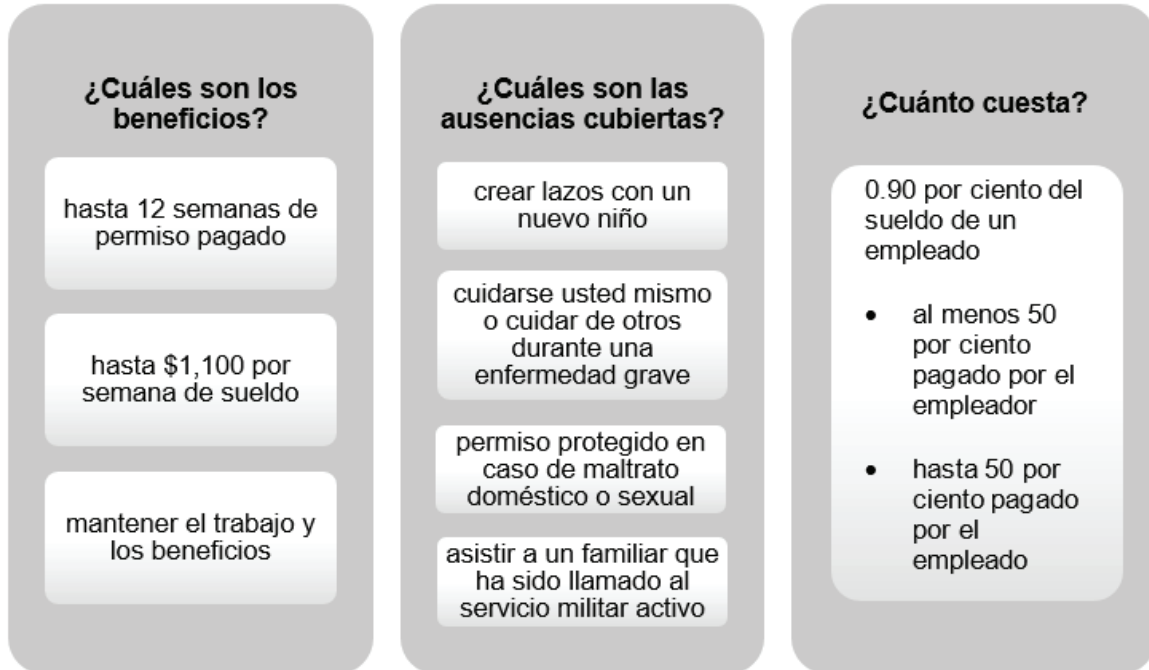 ¿Cuáles son los
beneficios?
hasta 12 semanas de
permiso pagado
hasta $1,100 por
semana de sueldo
mantener el trabajo y
los beneficios
¿Cuáles son las
ausencias cubiertas?
crear lazos con un
nuevo niño
cuidarse usted mismo
o cuidar de otros
durante una
enfermedad grave
permiso protegido en
caso de maltrato
doméstico o sexual
asistir a un familiar que
ha sido llamado al
servicio militar activo
¿Cuánto cuesta?
0.90 por ciento del
sueldo de un
empleado
• al menos 50
por ciento
pagado por el
empleador
• hasta 50 por
ciento pagado
por el
empleado